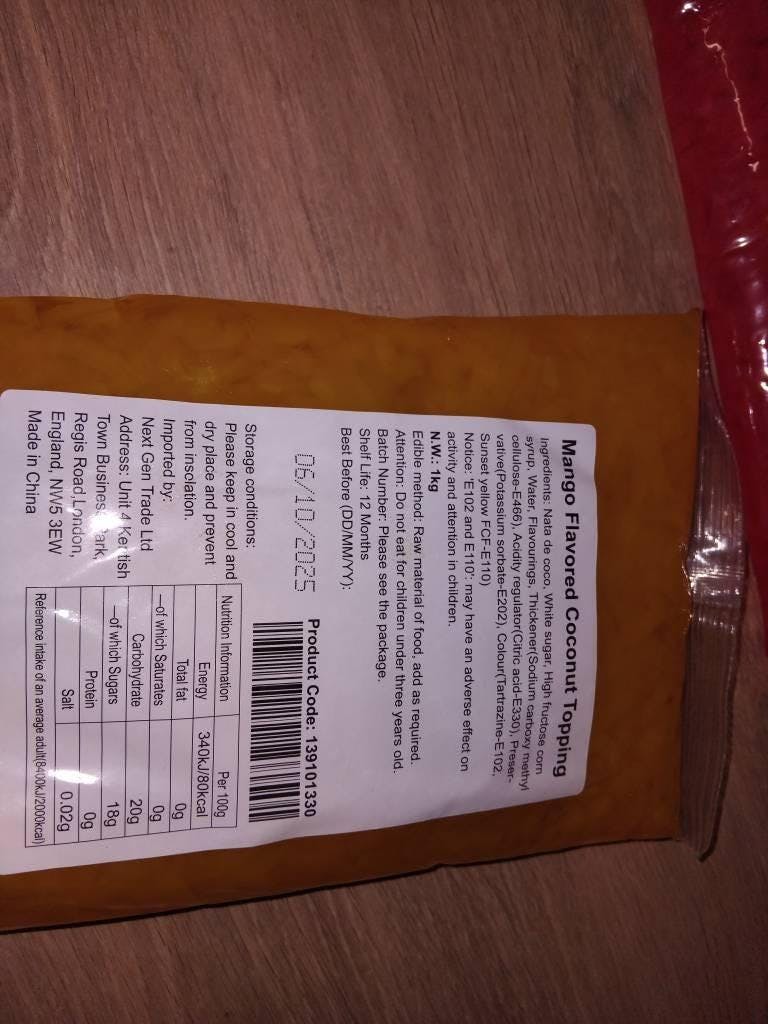 Mango Flavored Coconut Topping
Ingredients: Nata de coco, White sugar, High fructose corn
syrup, Water, Flavourings, Thickener(Sodium carboxy methyl
cellulose-E466), Acidity regulator(Citric acid-E330), Preser-
vative(Potassium sorbate-E202), Colour(Tartrazine-E102,
Sunset yellow FCF-E110)
Notice: 'E102 and E110': may have an adverse effect on
activity and attention in children.
N.W.: 1kg
Edible method: Raw material of food, add as required.
Attention: Do not eat for children under three years old.
Batch Number: Please see the package.
Shelf Life: 12 Months
Best Before (DD/MM/YY):
06/10/2025
Product Code: 139101330
Storage conditions:
Please keep in cool and
dry place and prevent
from insolation.
Imported by:
Next Gen Trade Ltd
Address: Unit 4 Kentish
Town Business Park,
Regis Road,London,
England, NW5 3EW
Made in China
Nutrition Information Per 100g
Energy 340kJ/80kcal
Total fat 0g
—of which Saturates 0g
Carbohydrate 20g
—of which Sugars 18g
Protein 0g
Salt 0.02g
Reference intake of an average adult(8400kJ/2000kcal)